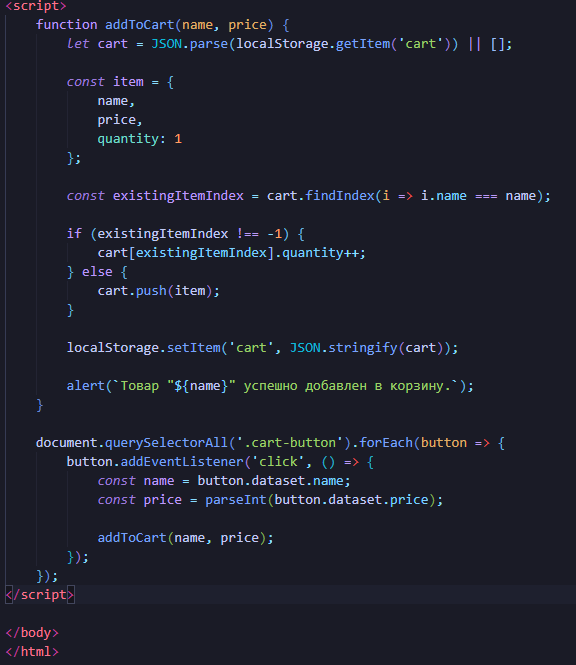 <script>
function addToCart(name, price) {
let cart = JSON.parse(localStorage.getItem('cart')) || [];
const item = {
name,
price,
quantity: 1
};
const existingItemIndex = cart.findIndex(i => i.name === name);
if (existingItemIndex !== -1) {
cart[existingItemIndex].quantity++;
} else {
cart.push(item);
}
localStorage.setItem('cart', JSON.stringify(cart));
alert(`Товар "${name}" успешно добавлен в корзину.`);
}
document.querySelectorAll('.cart-button').forEach(button => {
button.addEventListener('click', () => {
const name = button.dataset.name;
const price = parseInt(button.dataset.price);
addToCart(name, price);
});
});
</script>
</body>
</html>